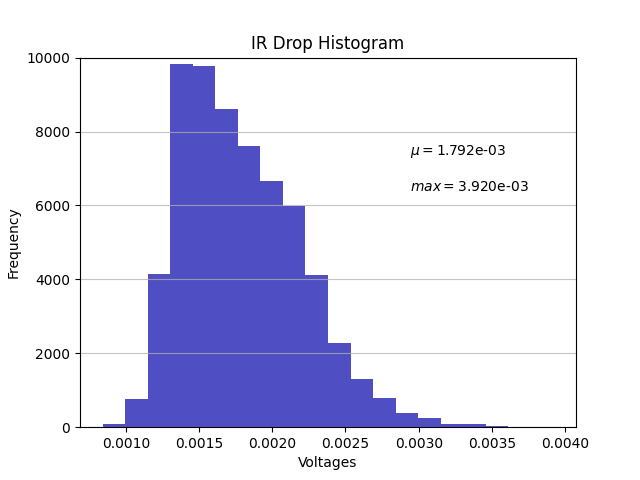 IR Drop Histogram
10000
8000
6000
4000
2000
0
Frequency
μ = 1.792e-03
max = 3.920e-03
0.0010 0.0015 0.0020 0.0025 0.0030 0.0035 0.0040
Voltages